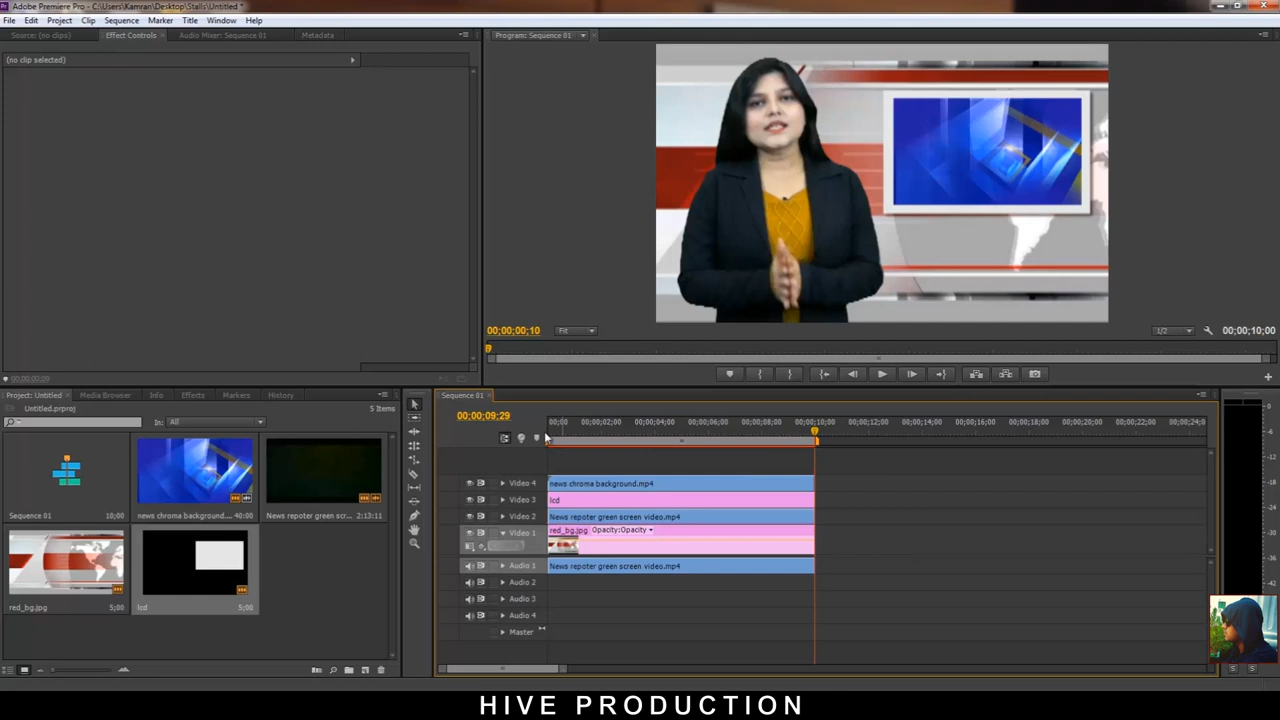 Adobe Premiere Pro - C:\Users\Kamran\Desktop\Stalls\Untitled *
File Edit Project Clip Sequence Marker Title Window Help
Source: (no clips) Effect Controls Audio Mixer: Sequence 01 Metadata
Program: Sequence 01
(no clip selected)
00;00;00;10 Fit 1/2 00;00;10;00
Project: Untitled Media Browser Info Effects Markers History
Untitled.prproj 5 Items
In: All
Sequence 01 10;00
news chroma background.... 40:00
News repoter green scr... 2:13:11
red_bg.jpg 5;00
lcd 5;00
Sequence 01
00;00;09;29
00;00 00;00;02;00 00;00;04;00 00;00;06;00 00;00;08;00 00;00;10;00 00;00;12;00 00;00;14;00 00;00;16;00 00;00;18;00 00;00;20;00 00;00;22;00 00;00;24;0
Video 4 news chroma background.mp4
Video 3 lcd
Video 2 News repoter green screen video.mp4
Video 1 red_bg.jpg Opacity:Opacity
Audio 1 News repoter green screen video.mp4
Audio 2
Audio 3
Audio 4
Master
0
-6
-12
-18
-24
-30
-36
-42
S S
HIVE PRODUCTION